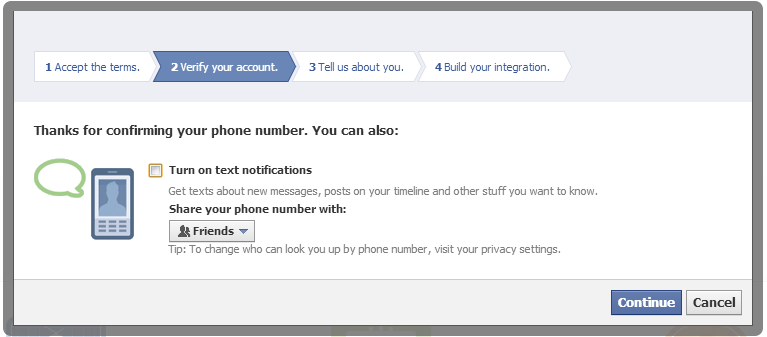 1 Accept the terms. 2 Verify your account. 3 Tell us about you. 4 Build your integration.
Thanks for confirming your phone number. You can also:
Turn on text notifications
Get texts about new messages, posts on your timeline and other stuff you want to know.
Share your phone number with:
Friends
Tip: To change who can look you up by phone number, visit your privacy settings.
Continue Cancel